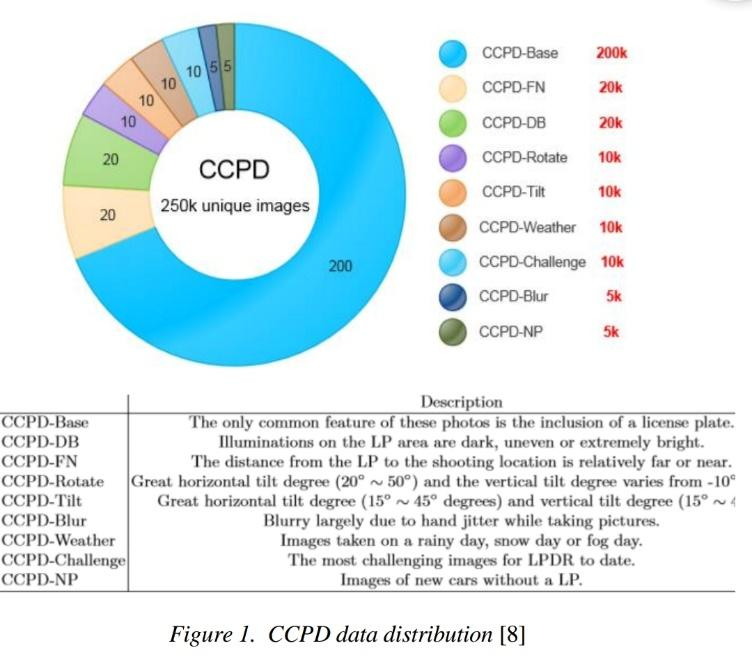 CCPD
250k unique images
200
20
20
10
10
10
10
5
5
CCPD-Base 200k
CCPD-FN 20k
CCPD-DB 20k
CCPD-Rotate 10k
CCPD-Tilt 10k
CCPD-Weather 10k
CCPD-Challenge 10k
CCPD-Blur 5k
CCPD-NP 5k
Description
CCPD-Base The only common feature of these photos is the inclusion of a license plate.
CCPD-DB Illuminations on the LP area are dark, uneven or extremely bright.
CCPD-FN The distance from the LP to the shooting location is relatively far or near.
CCPD-Rotate Great horizontal tilt degree (20° ~ 50°) and the vertical tilt degree varies from -10°
CCPD-Tilt Great horizontal tilt degree (15° ~ 45° degrees) and vertical tilt degree (15° ~
CCPD-Blur Blurry largely due to hand jitter while taking pictures.
CCPD-Weather Images taken on a rainy day, snow day or fog day.
CCPD-Challenge The most challenging images for LPDR to date.
CCPD-NP Images of new cars without a LP.
Figure 1. CCPD data distribution [8]